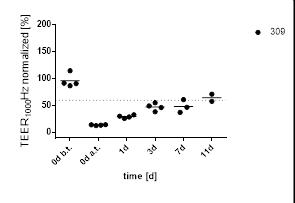 TEER1000Hz normalized [%]
200
150
100
50
0
0d b.t.
0d a.t.
1d
3d
7d
11d
time [d]
309